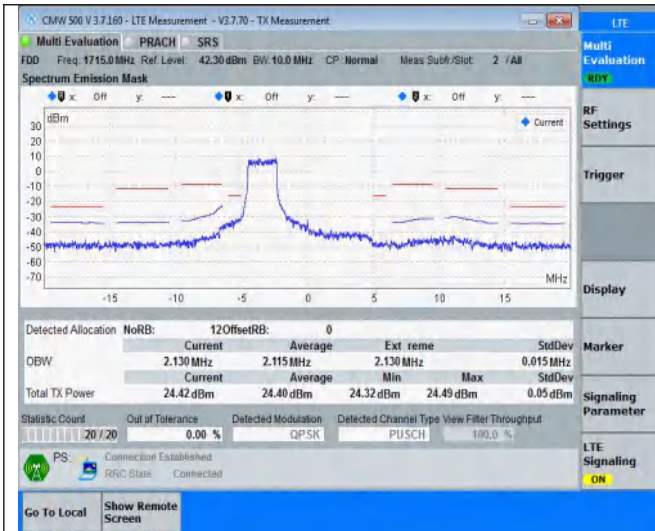 CMW 500 V 3.7.160 - LTE Measurement - V3.7.70 - TX Measurement
LTE
Multi Evaluation PRACH SRS
Multi
Evaluation
RDY
FDD Freq.: 1715.0 MHz Ref. Level: 42.30 dBm BW: 10.0 MHz CP: Normal Meas Subfr./Slot: 2 / All
Spectrum Emission Mask
x: Off y: --- x: Off y: --- x: Off y: ---
dBm
Current
30
20
10
0
-10
-20
-30
-40
-50
-60
-70
MHz
-15 -10 -5 0 5 10 15
RF
Settings
Trigger
Display
Marker
Signaling
Parameter
LTE
Signaling
ON
Detected Allocation NoRB: 12OffsetRB: 0
Current Average Ext reme StdDev
OBW 2.130 MHz 2.115 MHz 2.130 MHz 0.015 MHz
Current Average Min Max StdDev
Total TX Power 24.42 dBm 24.40 dBm 24.32 dBm 24.49 dBm 0.05 dBm
Statistic Count Out of Tolerance Detected Modulation Detected Channel Type View Filter Throughput
20 / 20 0.00 % QPSK PUSCH 100.0 %
PS: Connection Established
RRC State Connected
Go To Local
Show Remote
Screen